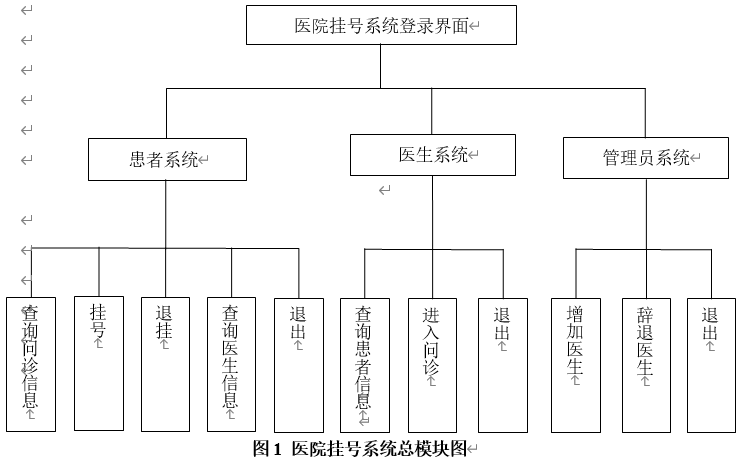 医院挂号系统登录界面
患者系统
医生系统
管理员系统
查询问诊信息
挂号
退挂
查询医生信息
退出
查询患者信息
进入问诊
退出
增加医生
辞退医生
退出
图1 医院挂号系统总模块图